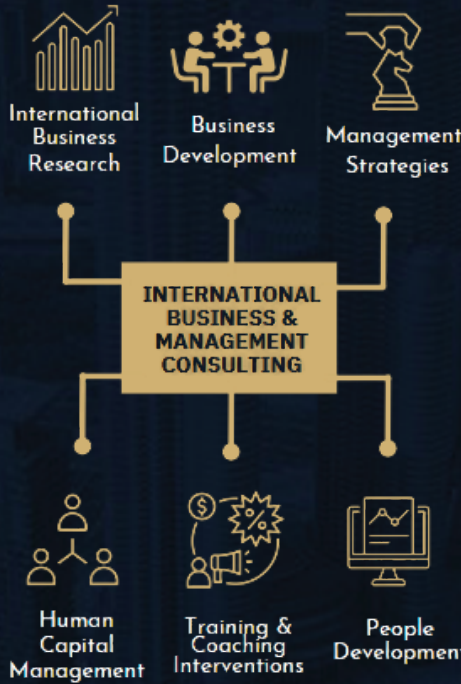 International
Business
Research
Business
Development
Management
Strategies
INTERNATIONAL
BUSINESS &
MANAGEMENT
CONSULTING
Human
Capital
Management
Training &
Coaching
Interventions
People
Development